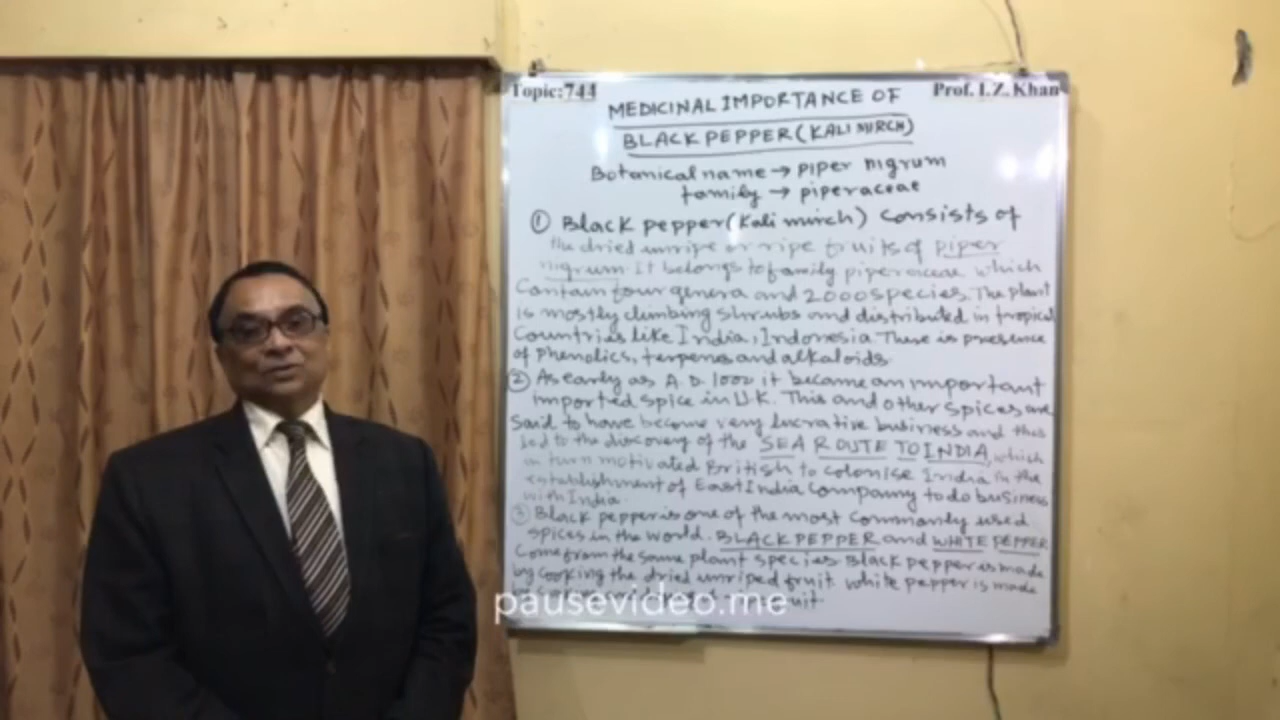 Topic:744
Prof. I.Z. Khan
MEDICINAL IMPORTANCE OF
BLACK PEPPER (KALI MIRCH)
Botanical name → piper nigrum
family → piperaceae
① Black pepper (Kali mirch) consists of
the dried unripe or ripe fruits of piper
nigrum. It belongs to family piperaceae which
Contain four genera and 2000 species. The plant
is mostly climbing shrubs and distributed in tropical
Countries like India, Indonesia. There is presence
of phenolics, terpenes and alkaloids.
② As early as A.D. 1000 it became an important
imported spice in U.K. This and other spices are
said to have become very lucrative business and this
led to the discovery of the SEA ROUTE TO INDIA, which
in turn motivated British to colonise India in the
establishment of East India Company to do business
with India.
③ Black pepper is one of the most commonly used
spices in the world. BLACK PEPPER and WHITE PEPPER
Come from the same plant species. Black pepper is made
by cooking the dried unriped fruit. White pepper is made
fruit.
pausevideo.me